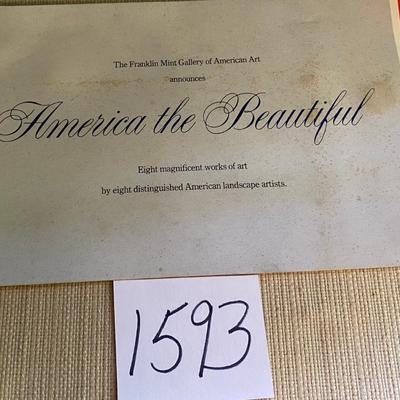 The Franklin Mint Gallery of American Art
announces
America the Beautiful
Eight magnificent works of art
by eight distinguished American landscape artists.
1593